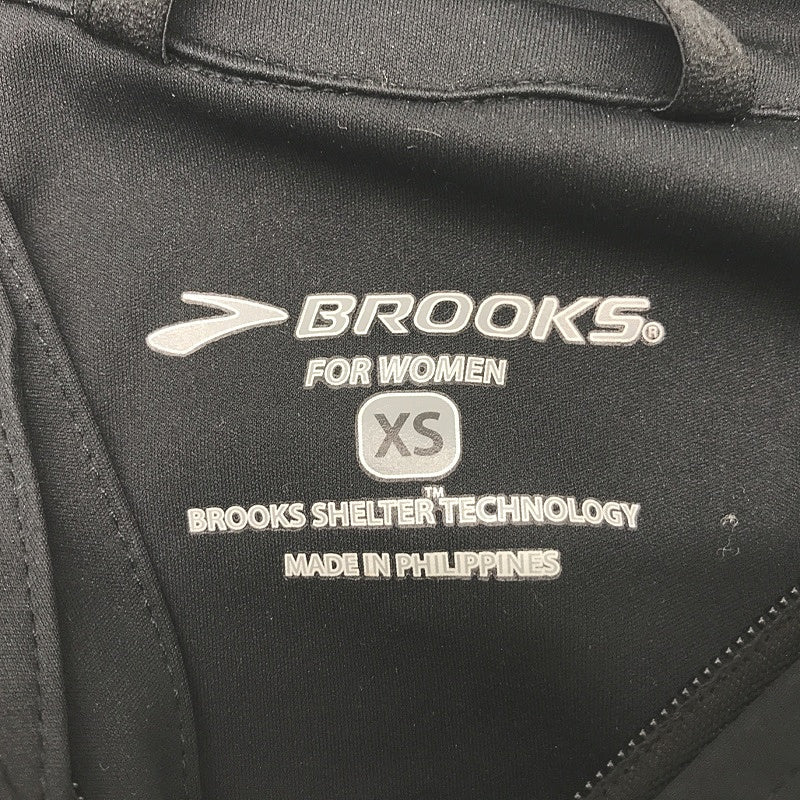 BROOKS®
FOR WOMEN
XS
BROOKS SHELTER™ TECHNOLOGY
MADE IN PHILIPPINES